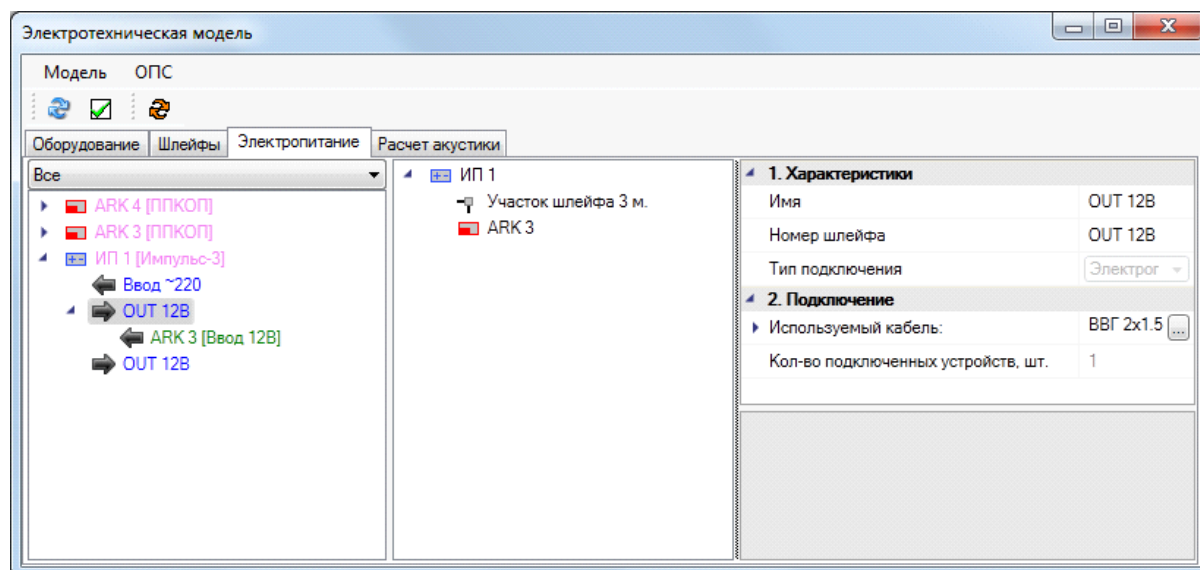 Электротехническая модель
Модель ОПС
Оборудование Шлейфы Электропитание Расчет акустики
Все
ARK 4 [ППКОП]
ARK 3 [ППКОП]
ИП 1 [Импульс-3]
Ввод ~220
OUT 12В
ARK 3 [Ввод 12В]
OUT 12В
ИП 1
Участок шлейфа 3 м.
ARK 3
1. Характеристики
Имя OUT 12В
Номер шлейфа OUT 12В
Тип подключения Электрог
2. Подключение
Используемый кабель: ВВГ 2x1.5 ...
Кол-во подключенных устройств, шт. 1